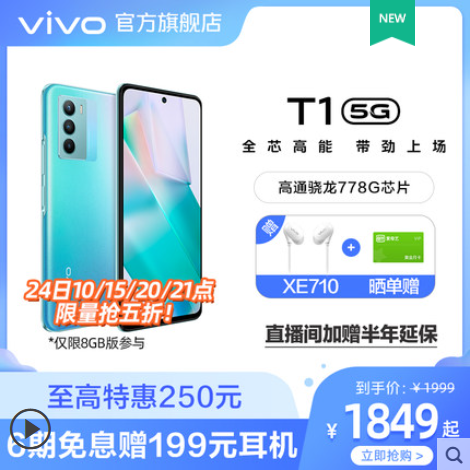 vivo 官方旗舰店
NEW
T1 5G
全芯高能 带劲上场
高通骁龙778G芯片
赠
XE710
晒单赠
24日10/15/20/21点
限量抢五折！
*仅限8GB版参与
直播间加赠半年延保
至高特惠250元
6期免息赠199元耳机
到手价： ¥1999
¥1849起
立即抢购 >